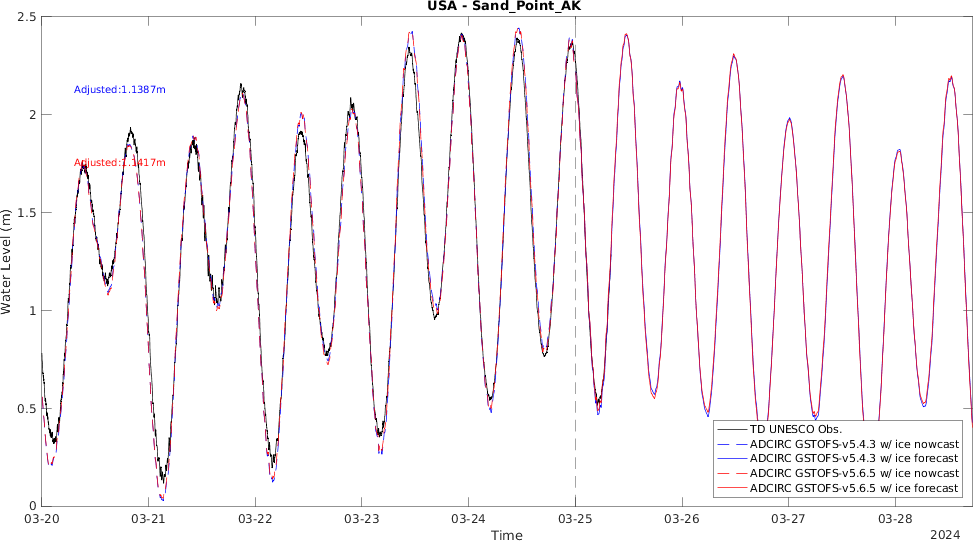 USA - Sand_Point_AK
2.5
2
1.5
1
0.5
0
Water Level (m)
Adjusted:1.1387m
Adjusted:1.1417m
TD UNESCO Obs.
ADCIRC GSTOFS-v5.4.3 w/ ice nowcast
ADCIRC GSTOFS-v5.4.3 w/ ice forecast
ADCIRC GSTOFS-v5.6.5 w/ ice nowcast
ADCIRC GSTOFS-v5.6.5 w/ ice forecast
03-20 03-21 03-22 03-23 03-24 03-25 03-26 03-27 03-28
Time
2024